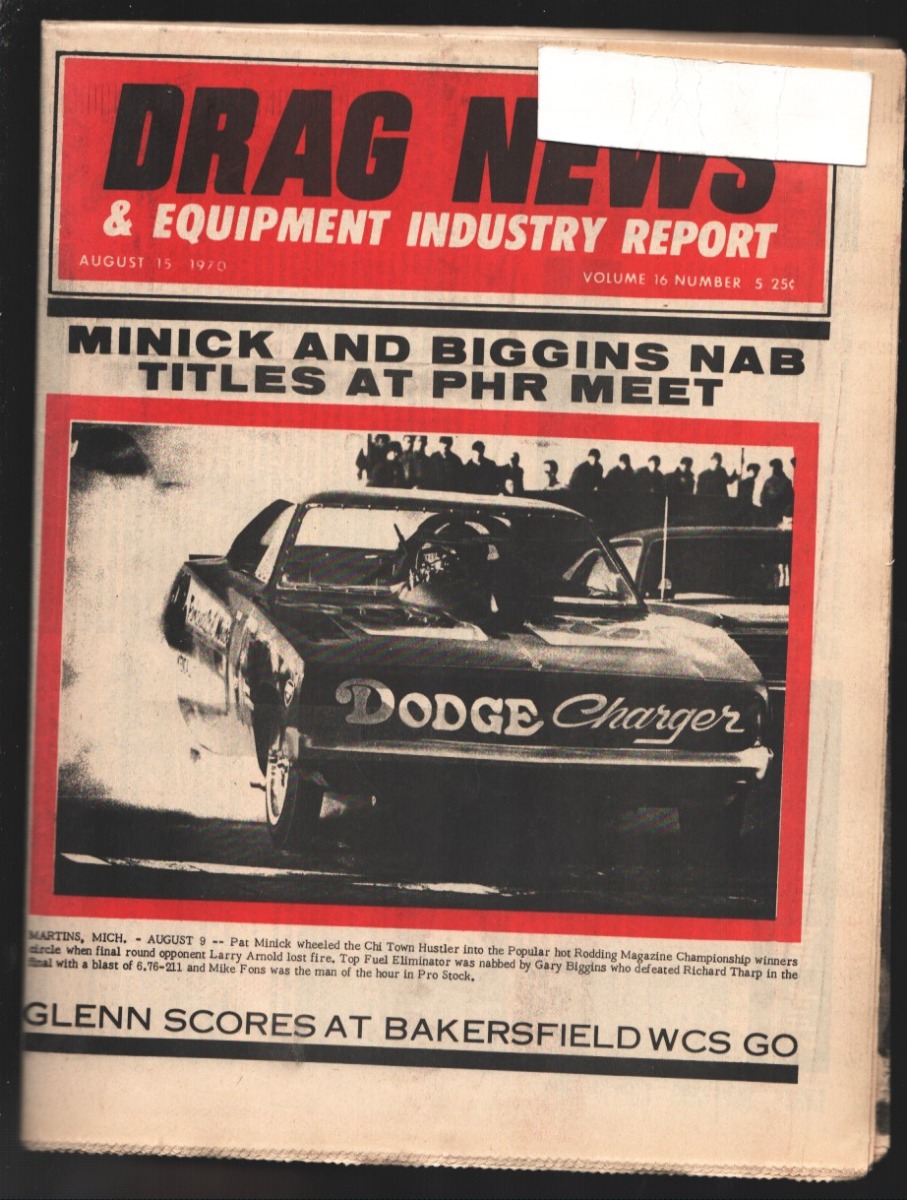 DRAG NEWS
& EQUIPMENT INDUSTRY REPORT
AUGUST 15 1970
VOLUME 16 NUMBER 5 25¢
MINICK AND BIGGINS NAB
TITLES AT PHR MEET
DODGE Charger
MARTINS, MICH. - AUGUST 9 -- Pat Minick wheeled the Chi Town Hustler into the Popular hot Rodding Magazine Championship winners
circle when final round opponent Larry Arnold lost fire. Top Fuel Eliminator was nabbed by Gary Biggins who defeated Richard Tharp in the
final with a blast of 6.76-211 and Mike Fons was the man of the hour in Pro Stock.
GLENN SCORES AT BAKERSFIELD WCS GO